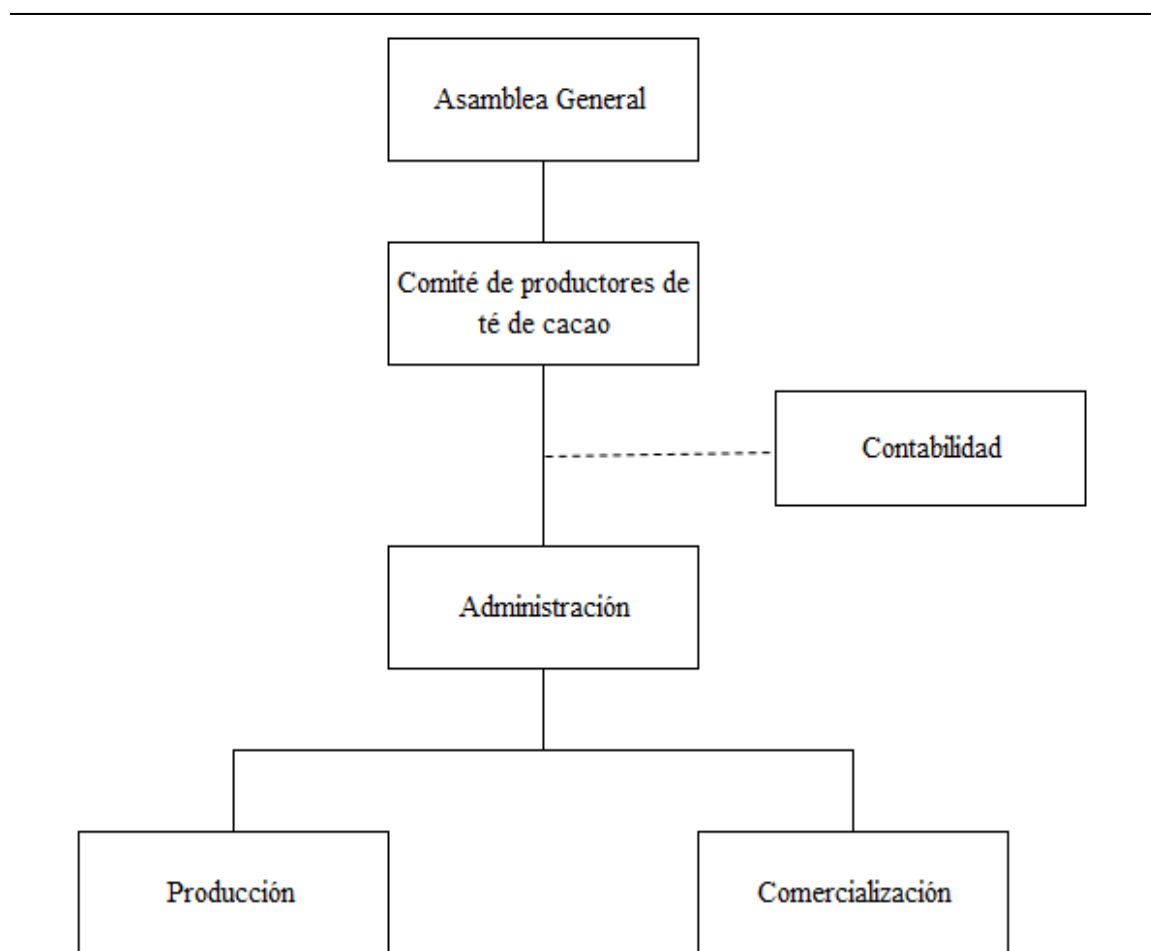 Asamblea General
Comité de productores de
té de cacao
Contabilidad
Administración
Producción
Comercialización